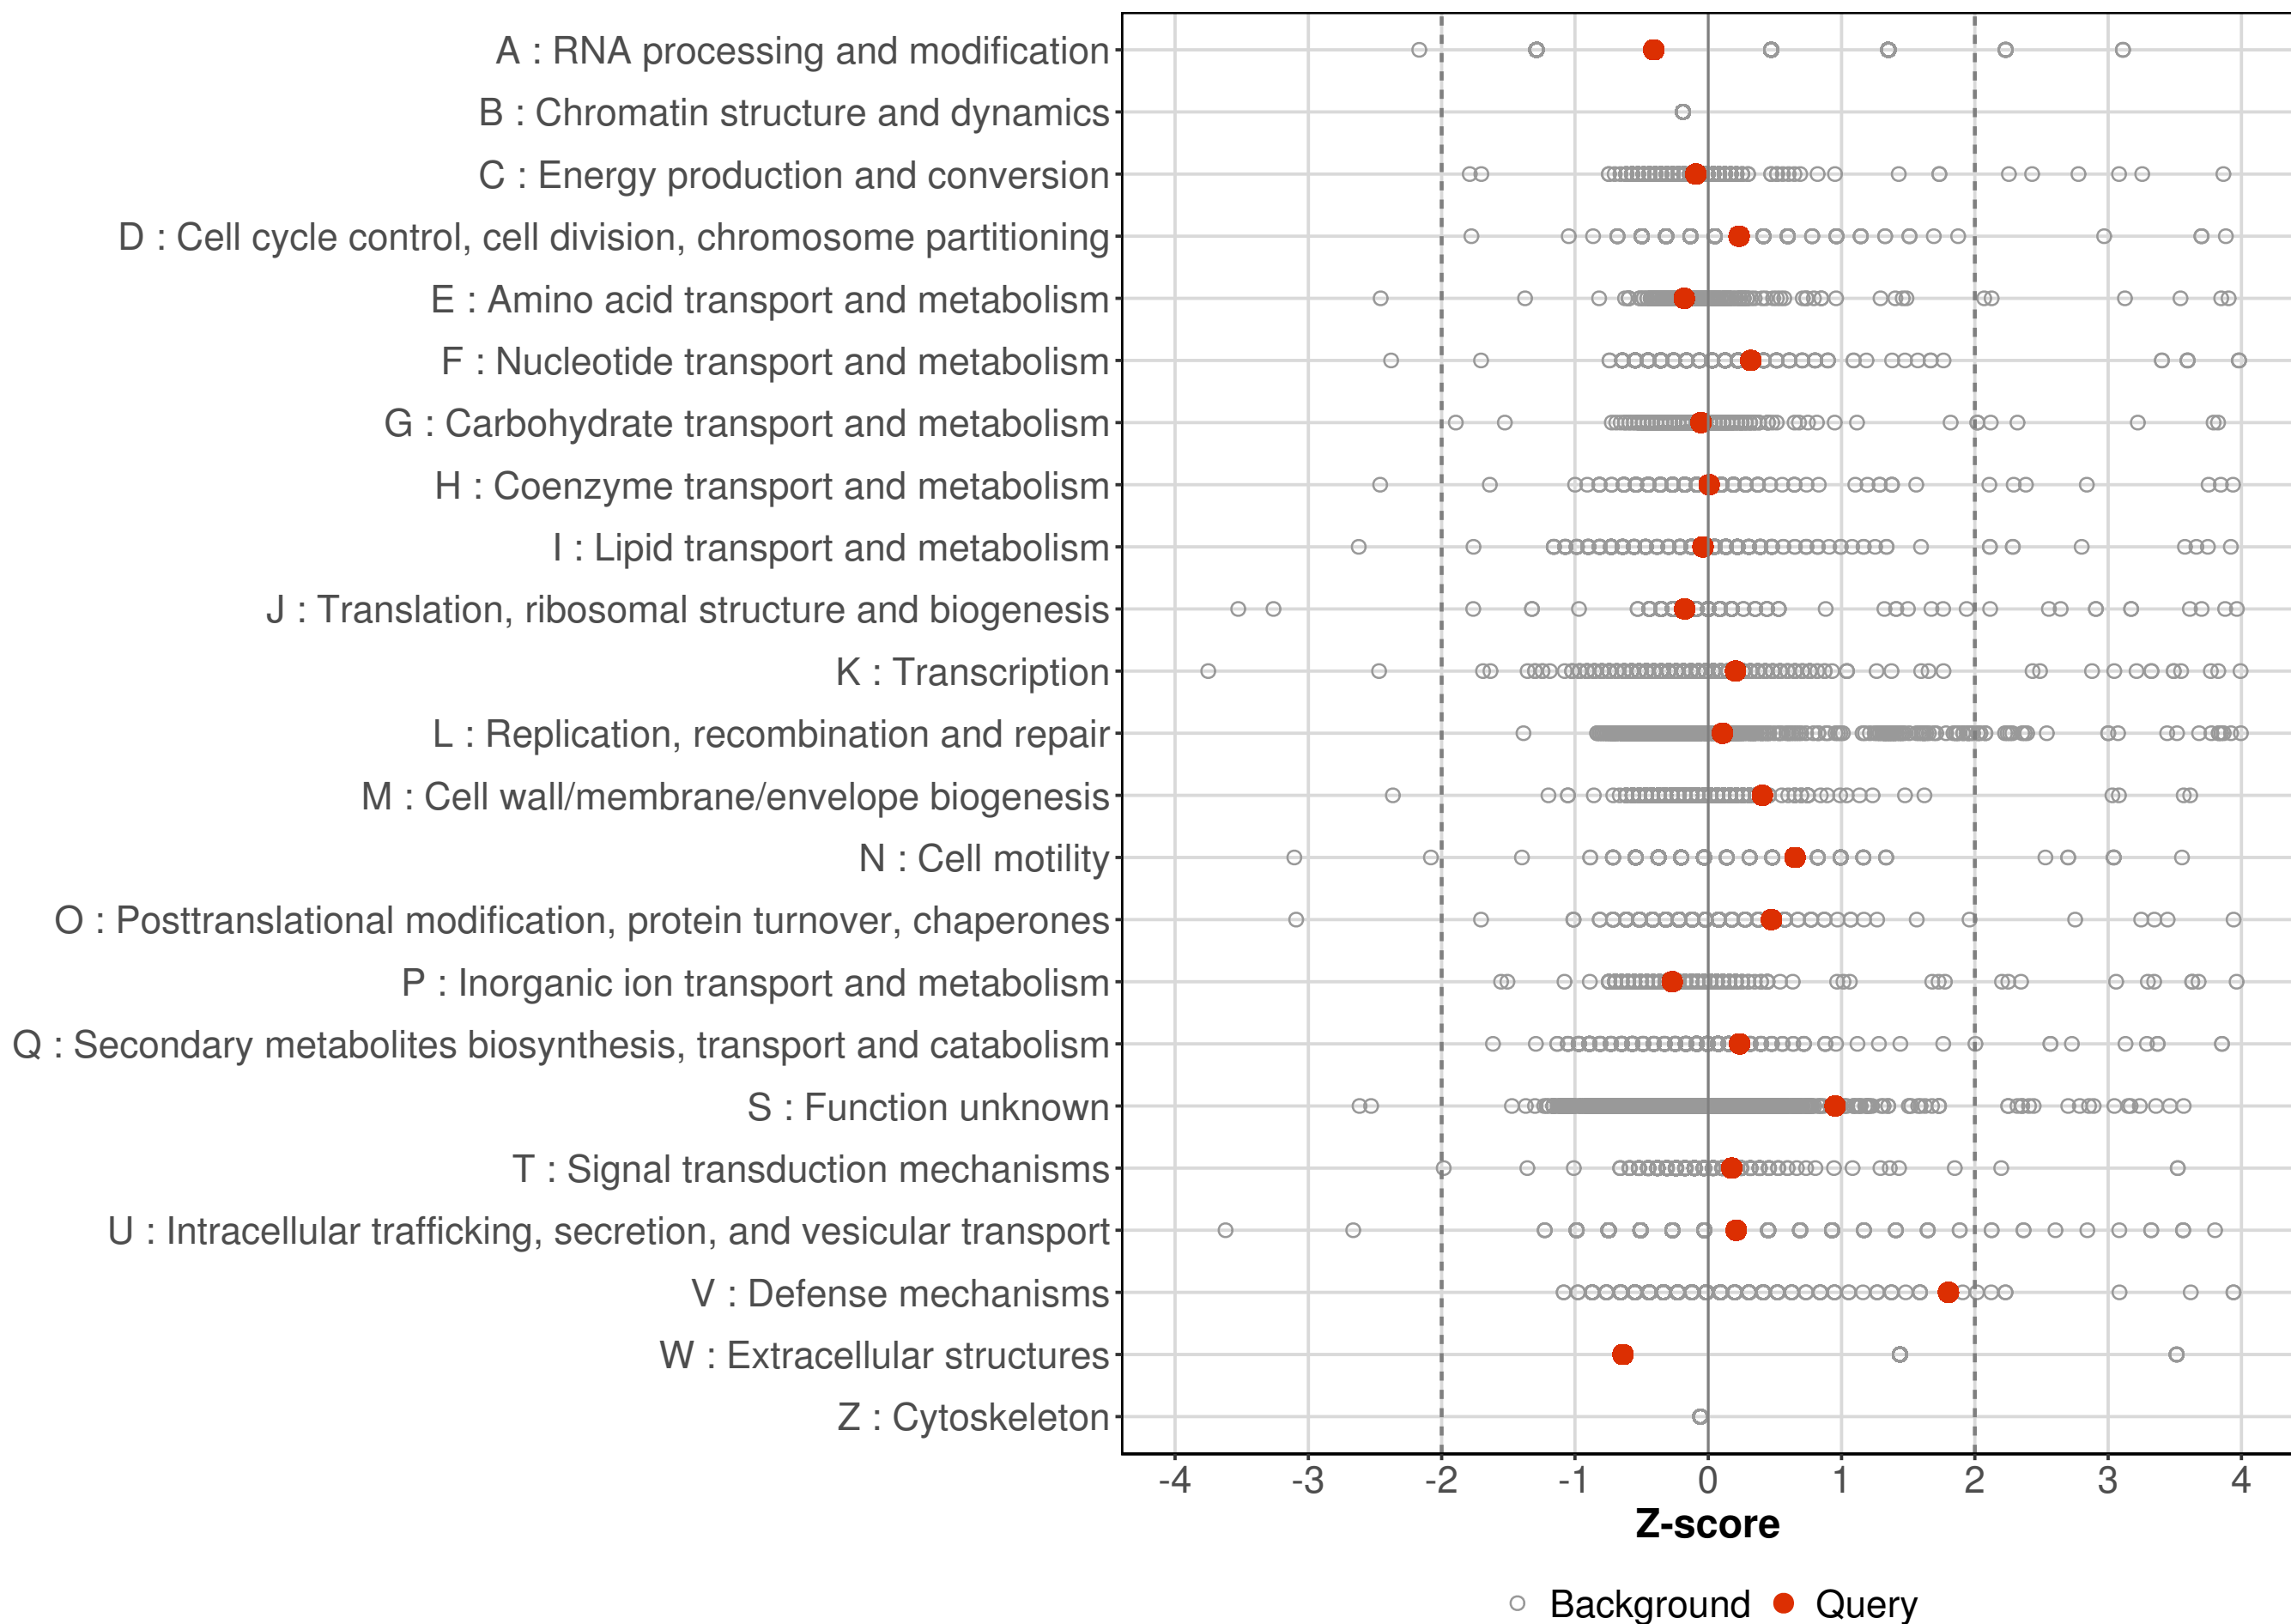 A : RNA processing and modification
B : Chromatin structure and dynamics
C : Energy production and conversion
D : Cell cycle control, cell division, chromosome partitioning
E : Amino acid transport and metabolism
F : Nucleotide transport and metabolism
G : Carbohydrate transport and metabolism
H : Coenzyme transport and metabolism
I : Lipid transport and metabolism
J : Translation, ribosomal structure and biogenesis
K : Transcription
L : Replication, recombination and repair
M : Cell wall/membrane/envelope biogenesis
N : Cell motility
O : Posttranslational modification, protein turnover, chaperones
P : Inorganic ion transport and metabolism
Q : Secondary metabolites biosynthesis, transport and catabolism
S : Function unknown
T : Signal transduction mechanisms
U : Intracellular trafficking, secretion, and vesicular transport
V : Defense mechanisms
W : Extracellular structures
Z : Cytoskeleton
-4 -3 -2 -1 0 1 2 3 4
Z-score
Background Query